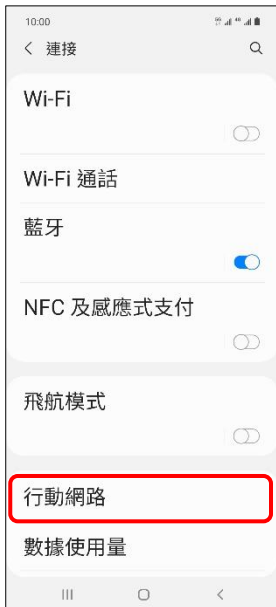 10:00
連接
Wi-Fi
Wi-Fi 通話
藍牙
NFC 及感應式支付
飛航模式
行動網路
數據使用量